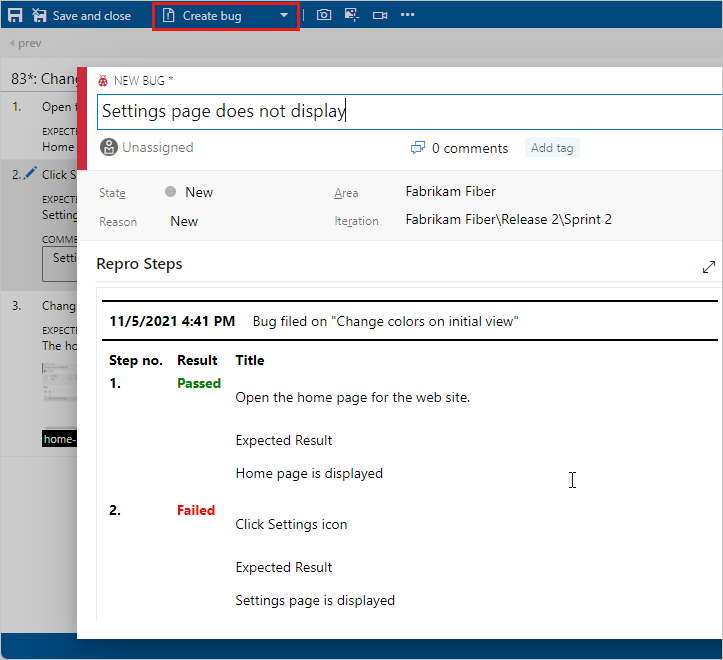 Save and close
Create bug
prev
83*: Chang
1. Open t
EXPECTE
Home
2. Click S
EXPECTE
Setting
COMME
Setti
3. Chang
EXPECTE
The ho
home-
NEW BUG *
Settings page does not display
Unassigned
0 comments
Add tag
State New
Area Fabrikam Fiber
Reason New
Iteration Fabrikam Fiber\Release 2\Sprint 2
Repro Steps
11/5/2021 4:41 PM Bug filed on "Change colors on initial view"
Step no. Result Title
1. Passed
Open the home page for the web site.
Expected Result
Home page is displayed
2. Failed
Click Settings icon
Expected Result
Settings page is displayed